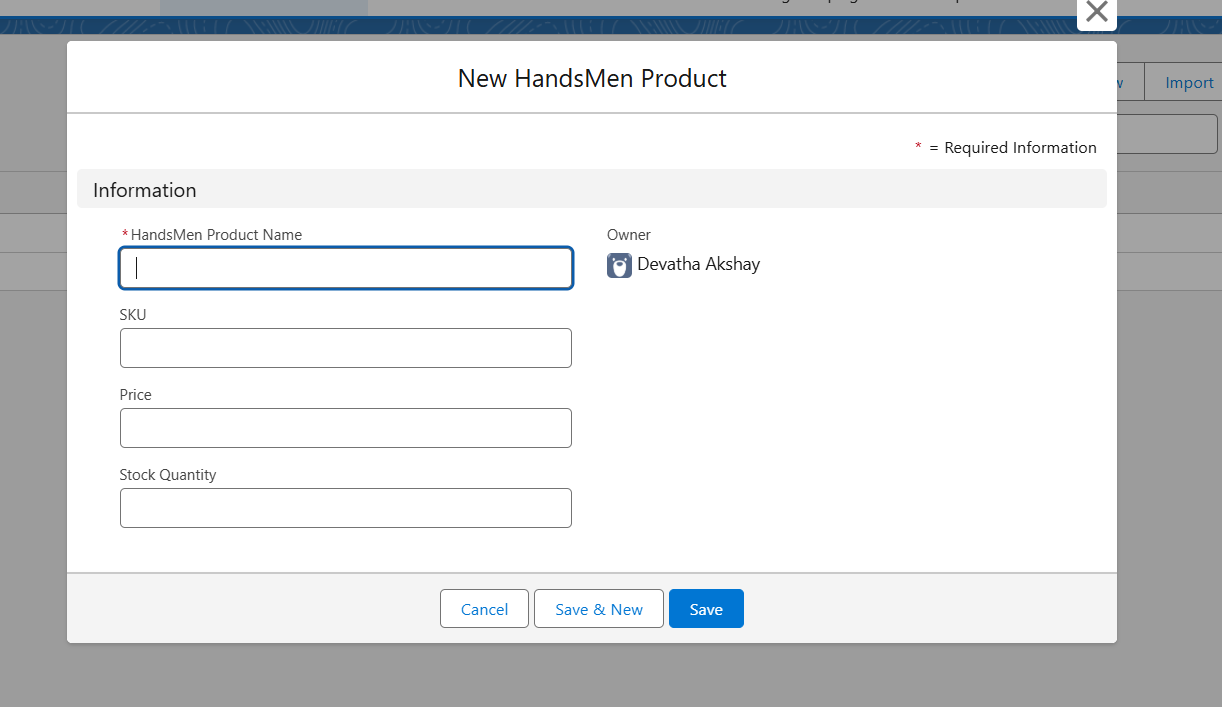 New HandsMen Product
Import
* = Required Information
Information
*HandsMen Product Name
Owner
Devatha Akshay
SKU
Price
Stock Quantity
Cancel
Save & New
Save